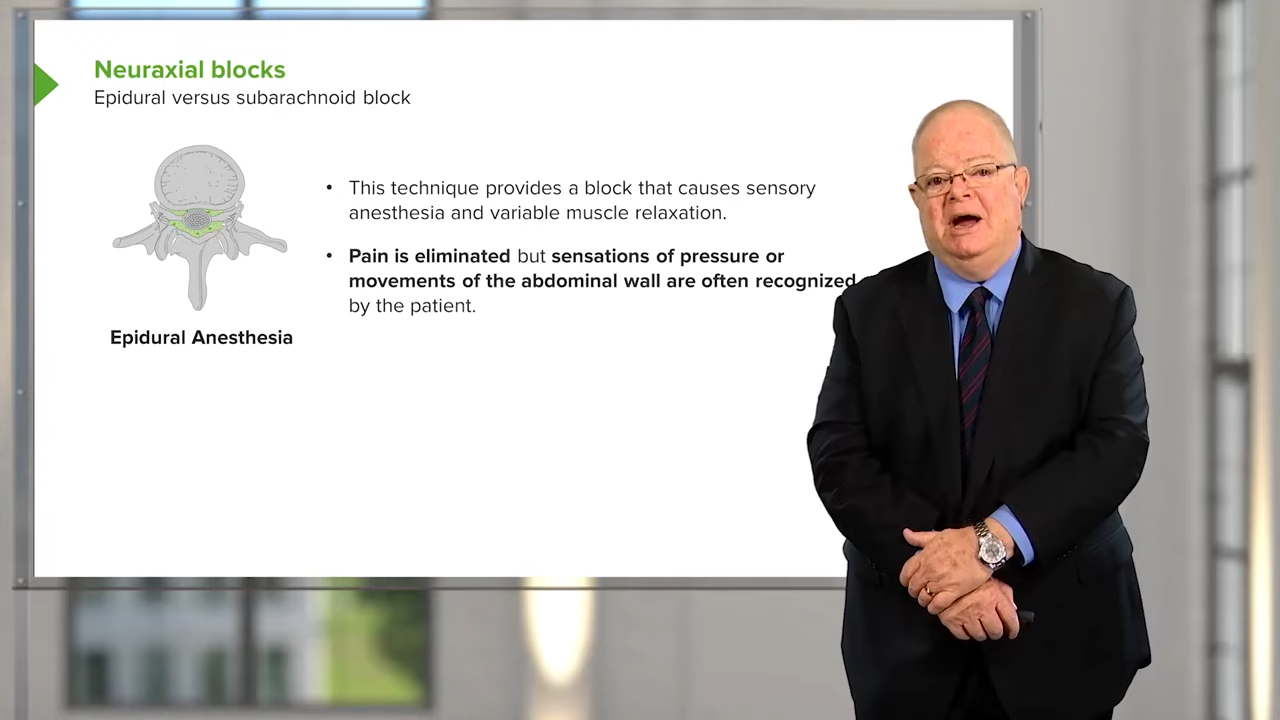 Neuraxial blocks
Epidural versus subarachnoid block
• This technique provides a block that causes sensory
anesthesia and variable muscle relaxation.
• Pain is eliminated but sensations of pressure or
movements of the abdominal wall are often recognized
by the patient.
Epidural Anesthesia